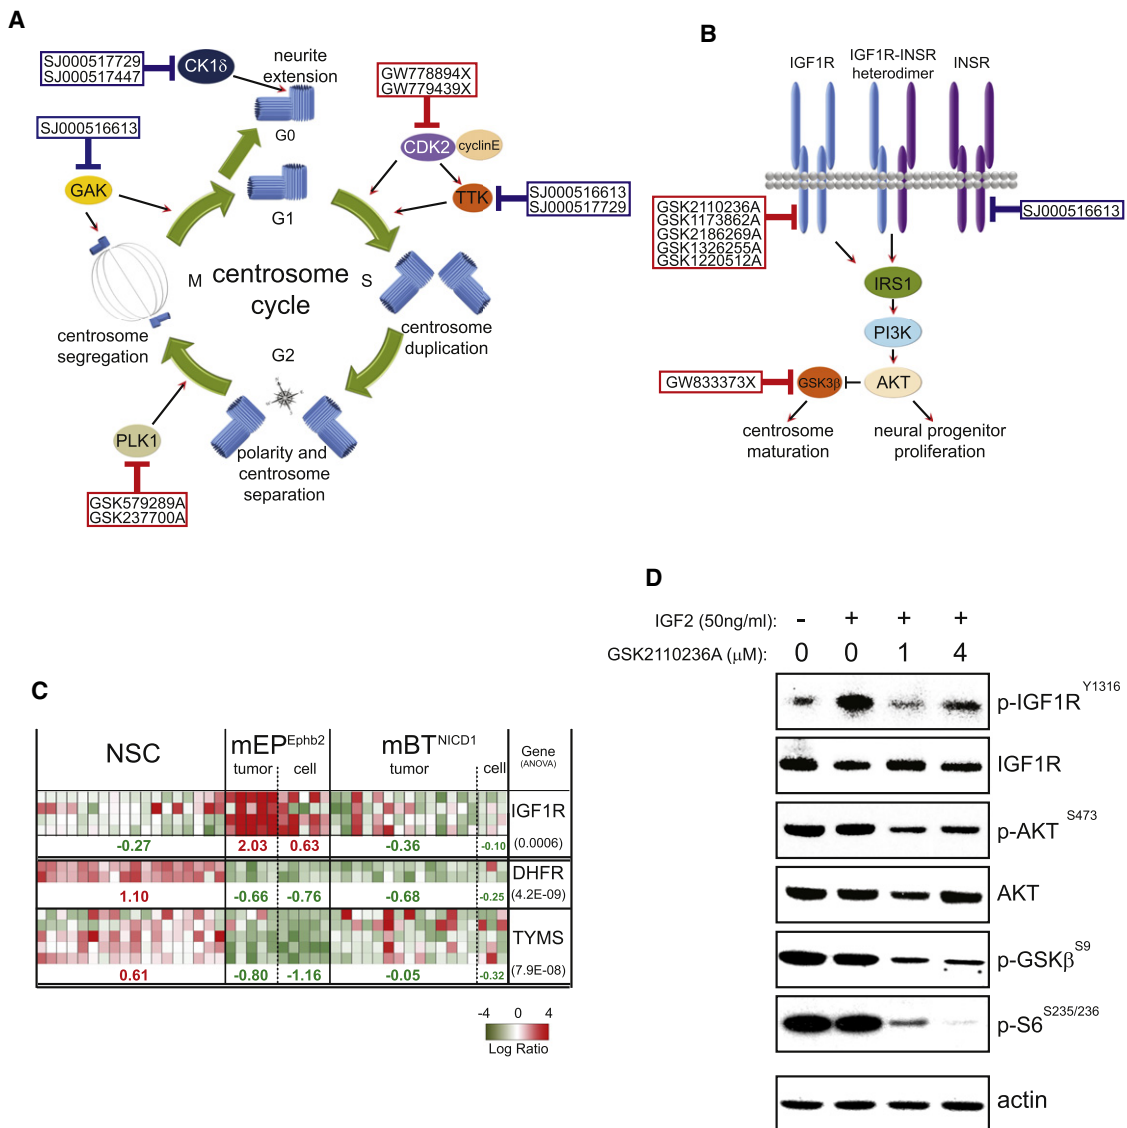 A
SJ000517729
SJ000517447
CK1δ
neurite
extension
G0
GW778894X
GW779439X
SJ000516613
CDK2
cyclinE
GAK
TTK
SJ000516613
SJ000517729
G1
M
centrosome
cycle
S
centrosome
segregation
centrosome
duplication
G2
PLK1
polarity and
centrosome
separation
GSK579289A
GSK237700A
B
IGF1R
IGF1R-INSR
heterodimer
INSR
GSK2110236A
GSK1173862A
GSK2186269A
GSK1326255A
GSK1220512A
SJ000516613
IRS1
PI3K
GW833373X
GSK3β
AKT
centrosome
maturation
neural progenitor
proliferation
C
NSC
mEP Ephb2
tumor cell
mBT NICD1
tumor cell
Gene
(ANOVA)
IGF1R
-0.27 2.03 0.63 -0.36 -0.10 (0.0006)
DHFR
1.10 -0.66 -0.76 -0.68 -0.25 (4.2E-09)
TYMS
0.61 -0.80 -1.16 -0.05 -0.32 (7.9E-08)
-4 0 4
Log Ratio
D
IGF2 (50ng/ml): - + + +
GSK2110236A (μM): 0 0 1 4
p-IGF1R Y1316
IGF1R
p-AKT S473
AKT
p-GSKβ S9
p-S6 S235/236
actin